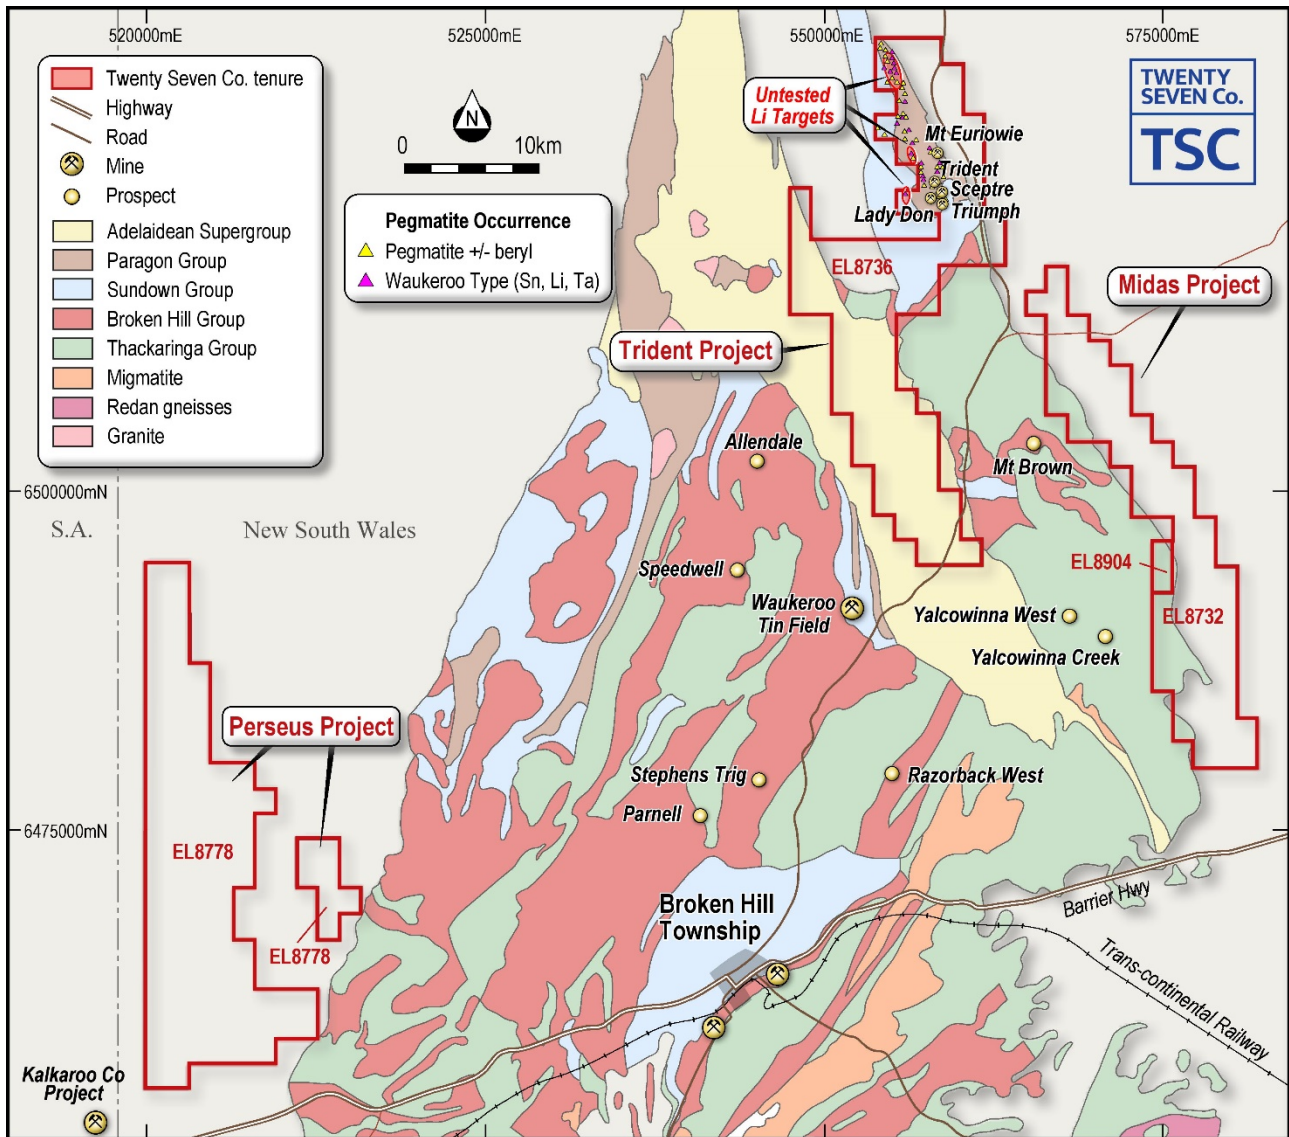 520000mE
525000mE
550000mE
575000mE
Twenty Seven Co. tenure
Highway
Road
Mine
Prospect
Adelaidean Supergroup
Paragon Group
Sundown Group
Broken Hill Group
Thackaringa Group
Migmatite
Redan gneisses
Granite
N
0
10km
Pegmatite Occurrence
Pegmatite +/- beryl
Waukeroo Type (Sn, Li, Ta)
Untested
Li Targets
TWENTY
SEVEN Co.
TSC
Mt Euriowie
Trident
Sceptre
Lady Don
Triumph
EL8736
Midas Project
Trident Project
Allendale
Mt Brown
6500000mN
S.A.
New South Wales
Speedwell
EL8904
Waukeroo
Tin Field
Yalcowinna West
EL8732
Yalcowinna Creek
Perseus Project
Stephens Trig
Razorback West
Parnell
6475000mN
EL8778
EL8778
Broken Hill
Township
Barrier Hwy
Trans-continental Railway
Kalkaroo Co
Project